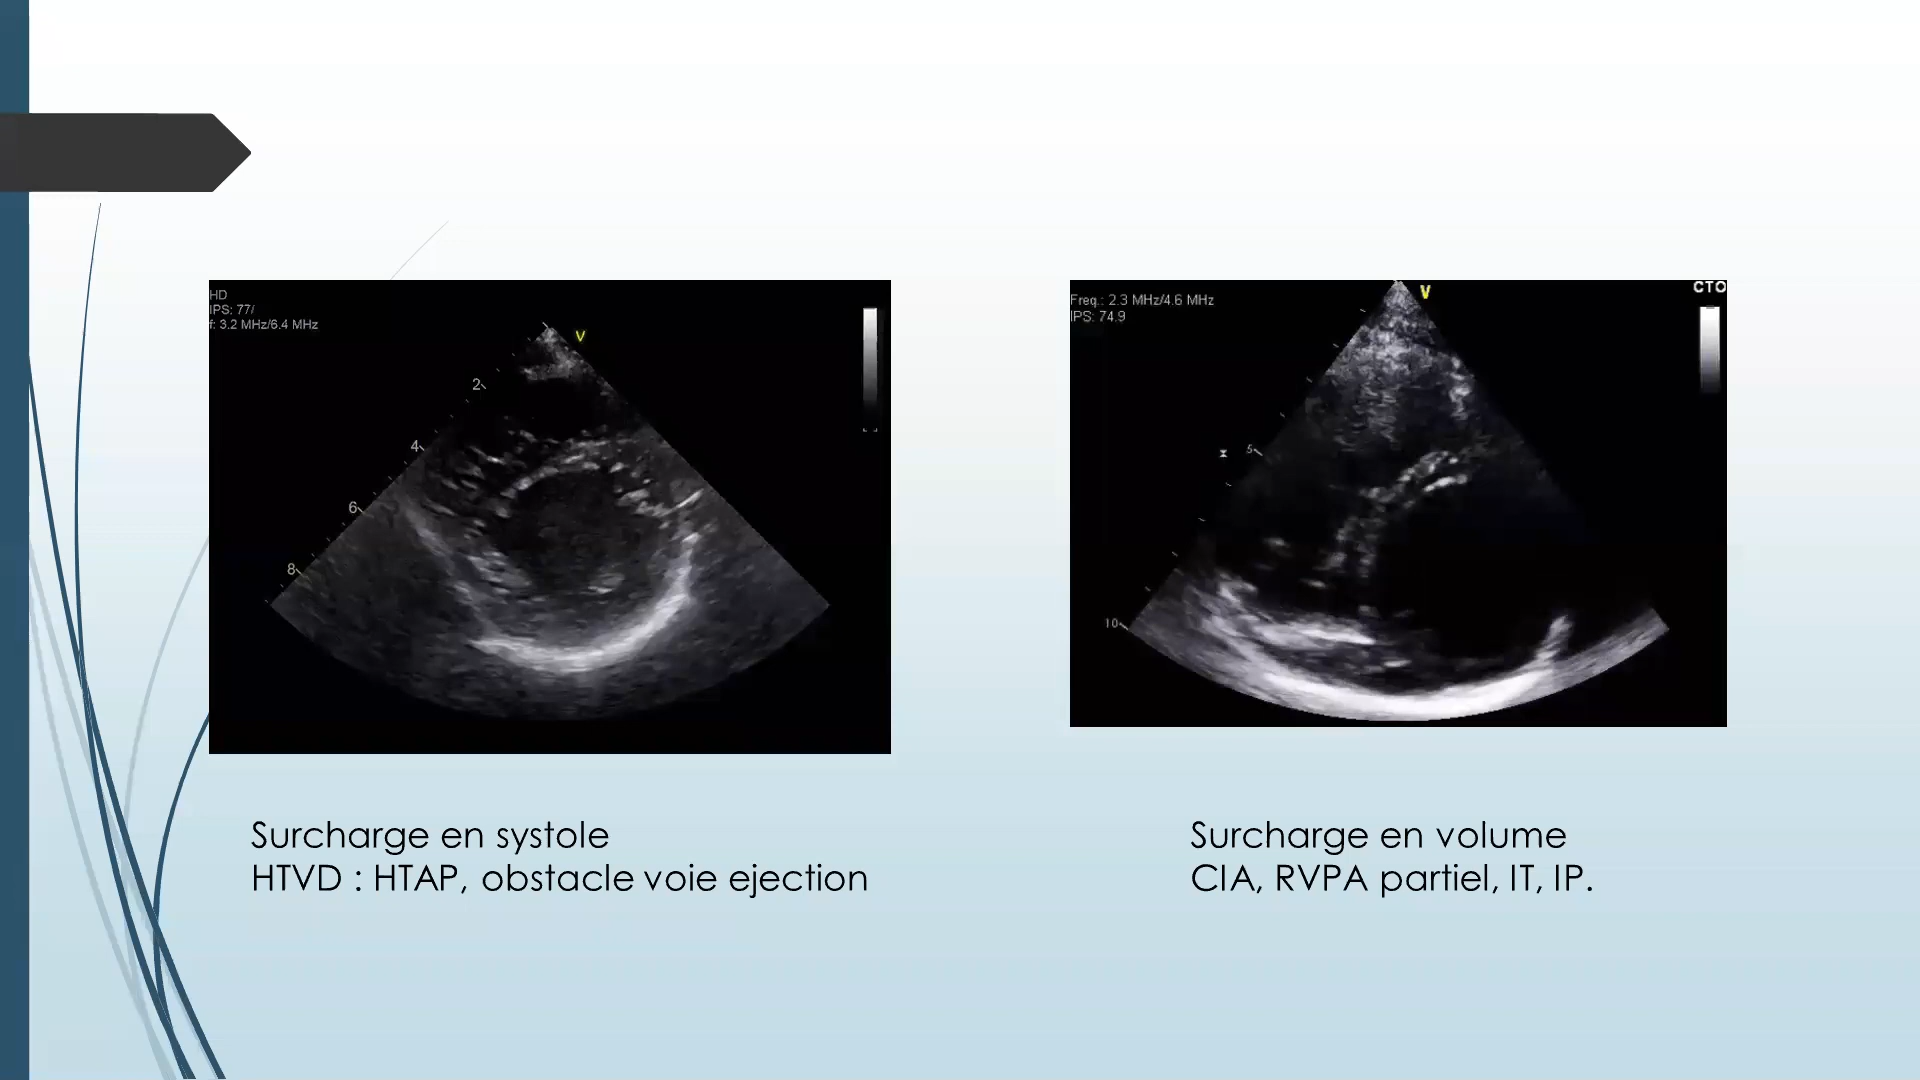 HD
IPS: 77/
f: 3.2 MHz/6.4 MHz
V
2
4
6
8
Freq.: 2.3 MHz/4.6 MHz
IPS: 74.9
V
CTO
5
10
Surcharge en systole
HTVD : HTAP, obstacle voie ejection
Surcharge en volume
CIA, RVPA partiel, IT, IP.